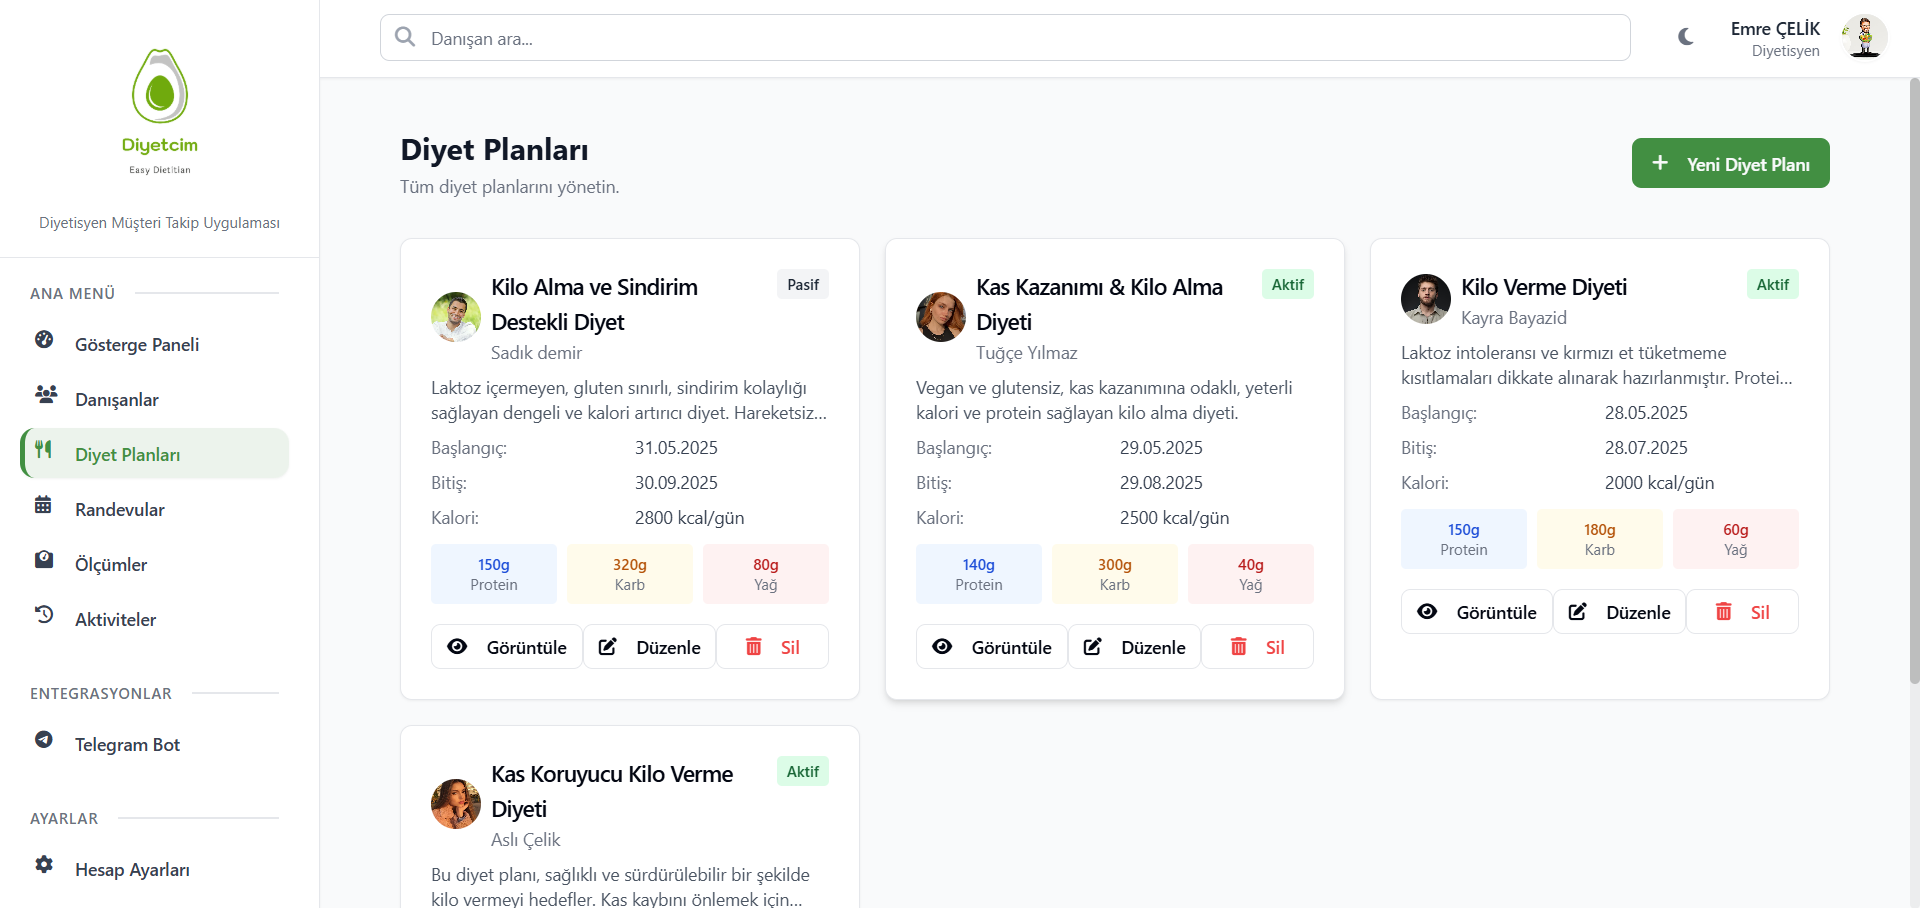 Diyetcim
Easy Dietitian
Diyetisyen Müşteri Takip Uygulaması
ANA MENÜ
Gösterge Paneli
Danışanlar
Diyet Planları
Randevular
Ölçümler
Aktiviteler
ENTEGRASYONLAR
Telegram Bot
AYARLAR
Hesap Ayarları
Danışan ara...
Emre ÇELİK
Diyetisyen
Diyet Planları
Tüm diyet planlarını yönetin.
Yeni Diyet Planı
Kilo Alma ve Sindirim
Destekli Diyet
Pasif
Sadık demir
Laktoz içermeyen, gluten sınırlı, sindirim kolaylığı
sağlayan dengeli ve kalori artırıcı diyet. Hareketsiz...
Başlangıç: 31.05.2025
Bitiş: 30.09.2025
Kalori: 2800 kcal/gün
150g 320g 80g
Protein Karb Yağ
Görüntüle Düzenle Sil
Kas Kazanımı & Kilo Alma
Diyeti
Aktif
Tuğçe Yılmaz
Vegan ve glutensiz, kas kazanımına odaklı, yeterli
kalori ve protein sağlayan kilo alma diyeti.
Başlangıç: 29.05.2025
Bitiş: 29.08.2025
Kalori: 2500 kcal/gün
140g 300g 40g
Protein Karb Yağ
Görüntüle Düzenle Sil
Kilo Verme Diyeti
Aktif
Kayra Bayazid
Laktoz intoleransı ve kırmızı et tüketmeme
kısıtlamaları dikkate alınarak hazırlanmıştır. Protei...
Başlangıç: 28.05.2025
Bitiş: 28.07.2025
Kalori: 2000 kcal/gün
150g 180g 60g
Protein Karb Yağ
Görüntüle Düzenle Sil
Kas Koruyucu Kilo Verme
Diyeti
Aktif
Aslı Çelik
Bu diyet planı, sağlıklı ve sürdürülebilir bir şekilde
kilo vermeyi hedefler. Kas kaybını önlemek için...